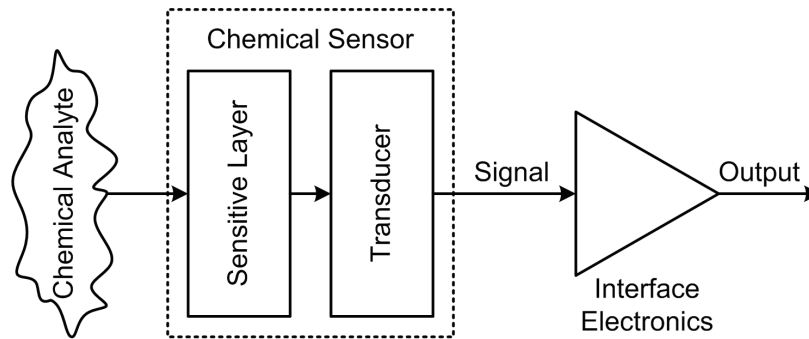 Chemical Sensor
Chemical Analyte
Sensitive Layer
Transducer
Signal
Output
Interface
Electronics